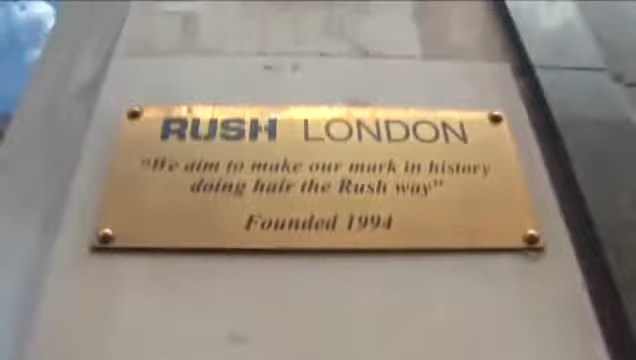 RUSH LONDON
"We aim to make our mark in history
doing hair the Rush way"
Founded 1994